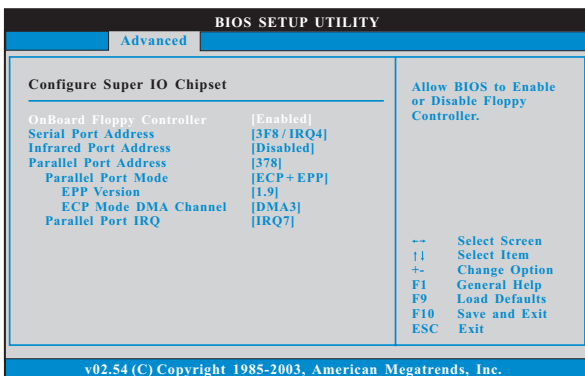 BIOS SETUP UTILITY
Advanced
Configure Super IO Chipset
OnBoard Floppy Controller [Enabled]
Serial Port Address [3F8 / IRQ4]
Infrared Port Address [Disabled]
Parallel Port Address [378]
Parallel Port Mode [ECP + EPP]
EPP Version [1.9]
ECP Mode DMA Channel [DMA3]
Parallel Port IRQ [IRQ7]
Allow BIOS to Enable
or Disable Floppy
Controller.
←→ Select Screen
↑↓ Select Item
+- Change Option
F1 General Help
F9 Load Defaults
F10 Save and Exit
ESC Exit
v02.54 (C) Copyright 1985-2003, American Megatrends, Inc.